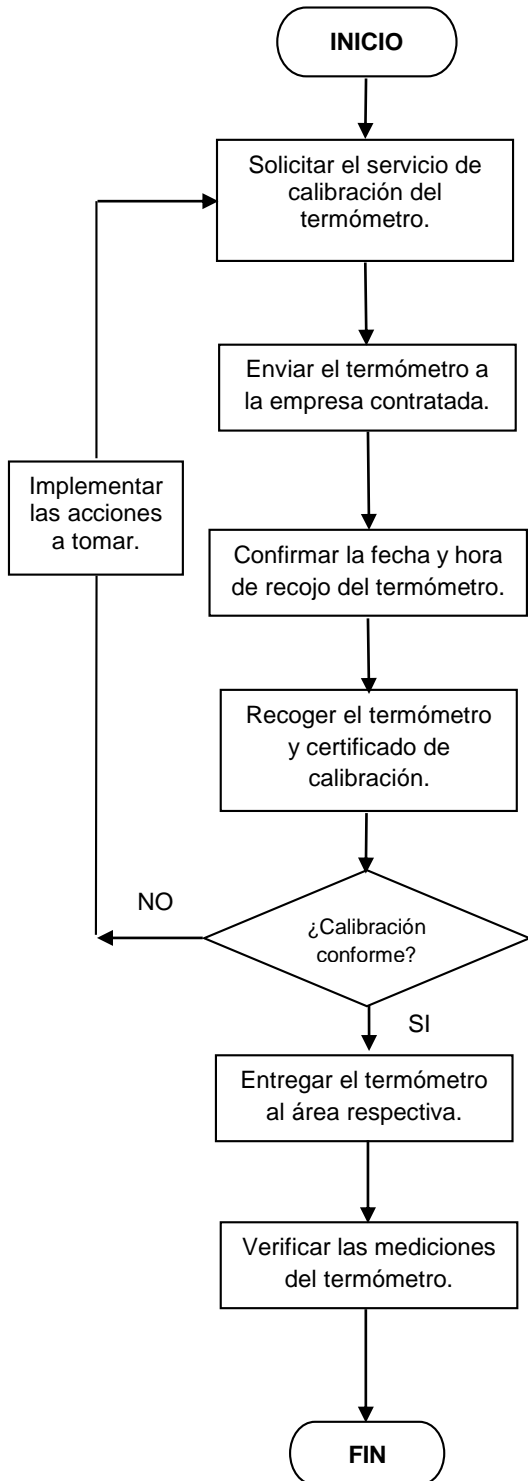 INICIO
Solicitar el servicio de
calibración del
termómetro.
Enviar el termómetro a
la empresa contratada.
Implementar
las acciones
a tomar.
Confirmar la fecha y hora
de recojo del termómetro.
Recoger el termómetro
y certificado de
calibración.
NO
¿Calibración
conforme?
SI
Entregar el termómetro
al área respectiva.
Verificar las mediciones
del termómetro.
FIN